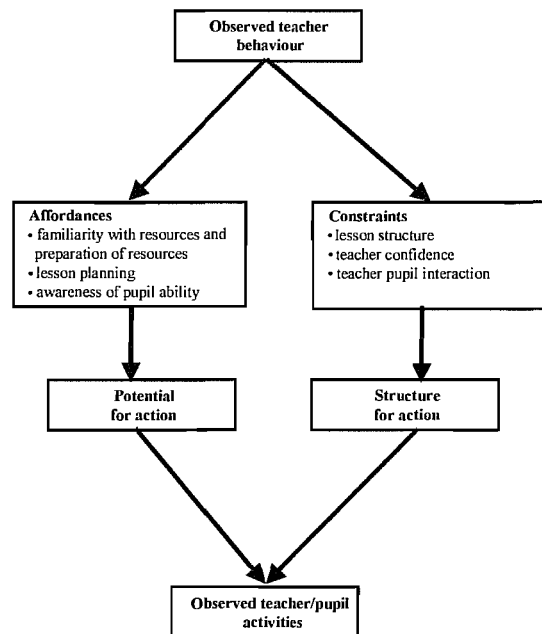 Observed teacher
behaviour
Affordances
• familiarity with resources and
preparation of resources
• lesson planning
• awareness of pupil ability
Constraints
• lesson structure
• teacher confidence
• teacher pupil interaction
Potential
for action
Structure
for action
Observed teacher/pupil
activities